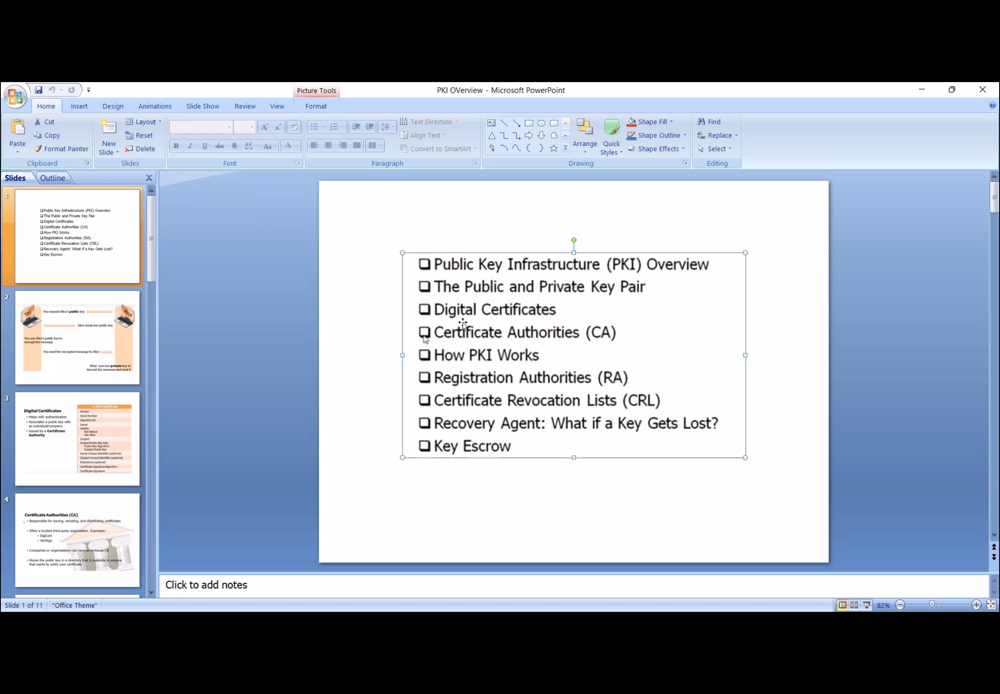 PKI OVerview - Microsoft PowerPoint
Picture Tools
Home Insert Design Animations Slide Show Review View Format
Paste
Cut
Copy
Format Painter
Clipboard
New Slide
Layout
Reset
Delete
Slides
B I U abc S AV Aa A
Font
Text Direction
Align Text
Convert to SmartArt
Paragraph
Arrange
Quick Styles
Shape Fill
Shape Outline
Shape Effects
Drawing
Find
Replace
Select
Editing
Slides Outline
1
Public Key Infrastructure (PKI) Overview
The Public and Private Key Pair
Digital Certificates
Certificate Authorities (CA)
How PKI Works
Registration Authorities (RA)
Certificate Revocation Lists (CRL)
Recovery Agent: What if a Key Gets Lost?
Key Escrow
2
You
Alice
You request Alice's public key
Alice sends her public key
You use Alice's public key to
encrypt the message
You send the encrypted message to Alice
Alice uses her private key to
decrypt the message and read it
3
Digital Certificates
• Helps with authentication
• Associates a public key with
an individual/company
• Issued by a Certificate
Authority
x.509 Certificate
Version
Serial Number
Algorithm ID
Issuer
Validity
Not Before
Not After
Subject
Subject Public Key Info
Public Key Algorithm
Subject Public Key
Issuer Unique Identifier (optional)
Subject Unique Identifier (optional)
Extensions (optional)
Certificate Signature Algorithm
Certificate Signature
4
Certificate Authorities (CA)
• Responsible for issuing, revoking, and distributing certificates
• Often a trusted third-party organization. Examples:
• DigiCert
• VeriSign
• Companies or organizations can have an in-house CA
• Stores the public key in a directory that is available to anyone
that wants to verify your certificate
Public Key Infrastructure (PKI) Overview
The Public and Private Key Pair
Digital Certificates
Certificate Authorities (CA)
How PKI Works
Registration Authorities (RA)
Certificate Revocation Lists (CRL)
Recovery Agent: What if a Key Gets Lost?
Key Escrow
Click to add notes
Slide 1 of 11 "Office Theme" 82%